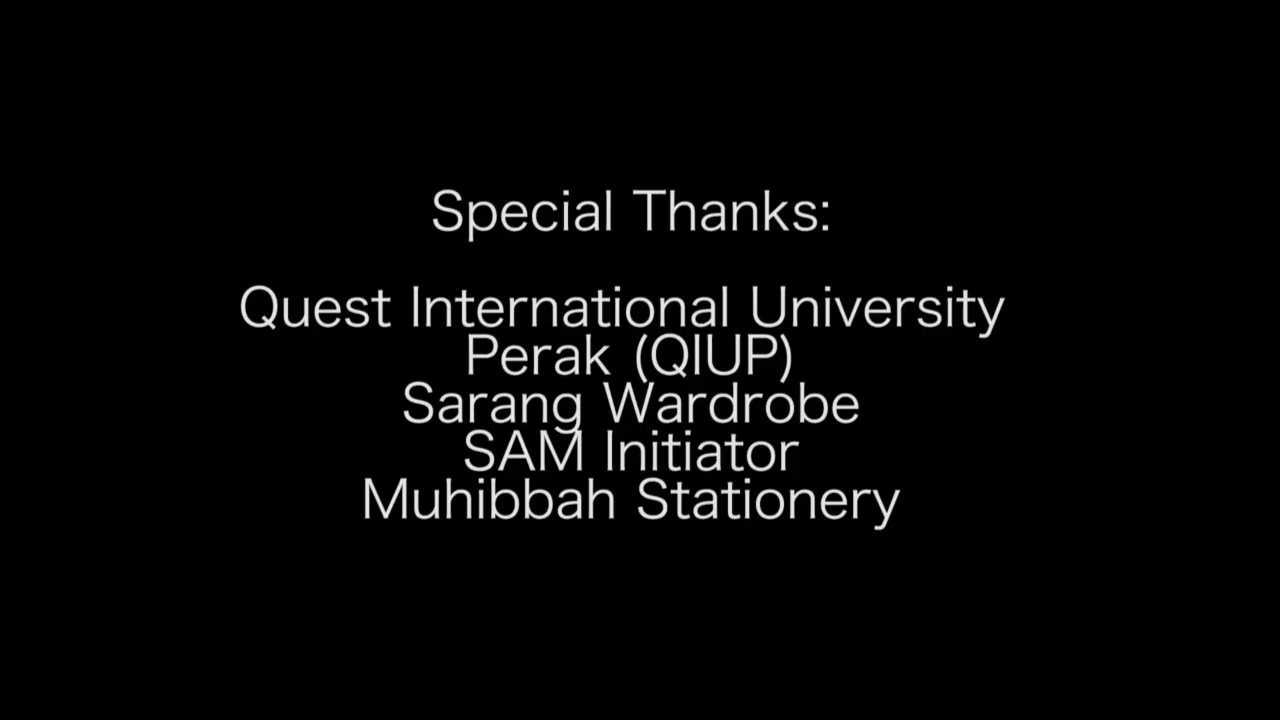 Special Thanks:
Quest International University
Perak (QIUP)
Sarang Wardrobe
SAM Initiator
Muhibbah Stationery